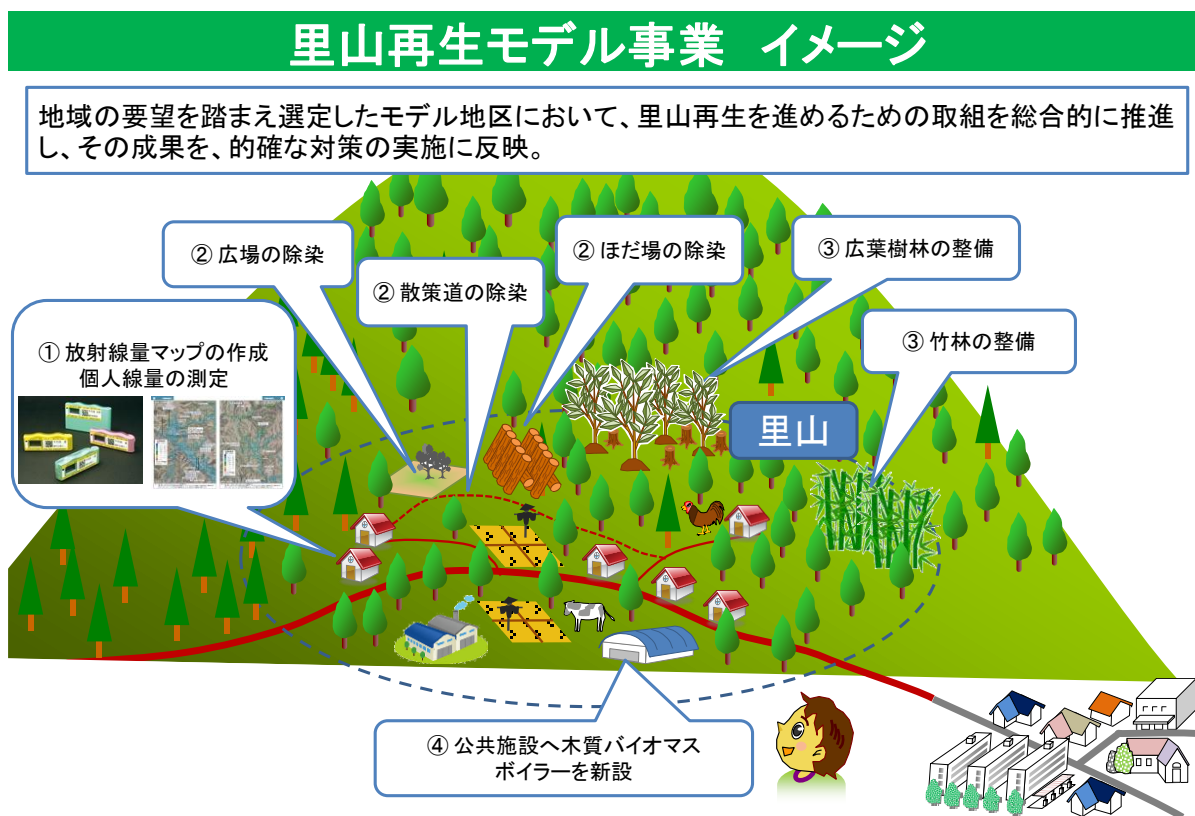 里山再生モデル事業　イメージ
地域の要望を踏まえ選定したモデル地区において、里山再生を進めるための取組を総合的に推進
し、その成果を、的確な対策の実施に反映。
② 広場の除染
② ほだ場の除染
③ 広葉樹林の整備
② 散策道の除染
① 放射線量マップの作成
個人線量の測定
③ 竹林の整備
里山
④ 公共施設へ木質バイオマス
ボイラーを新設